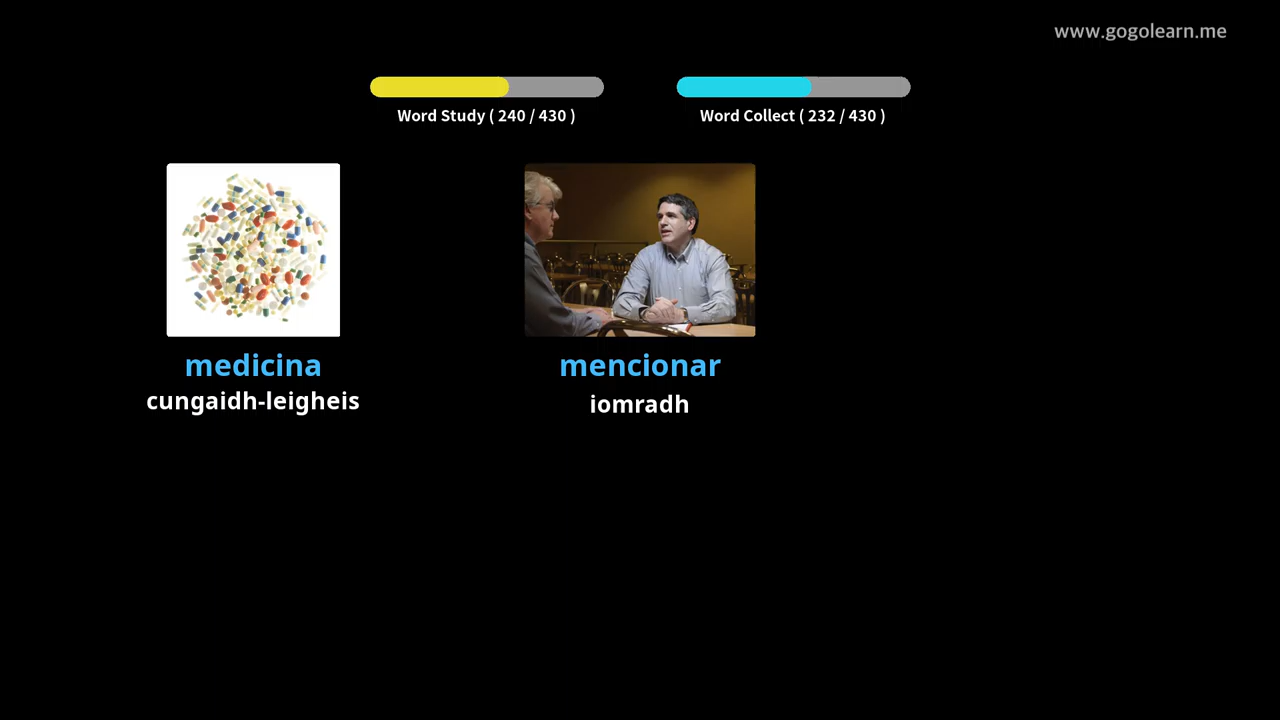 www.gogolearn.me
Word Study ( 240 / 430 )
Word Collect ( 232 / 430 )
medicina
cungaidh-leigheis
mencionar
iomradh